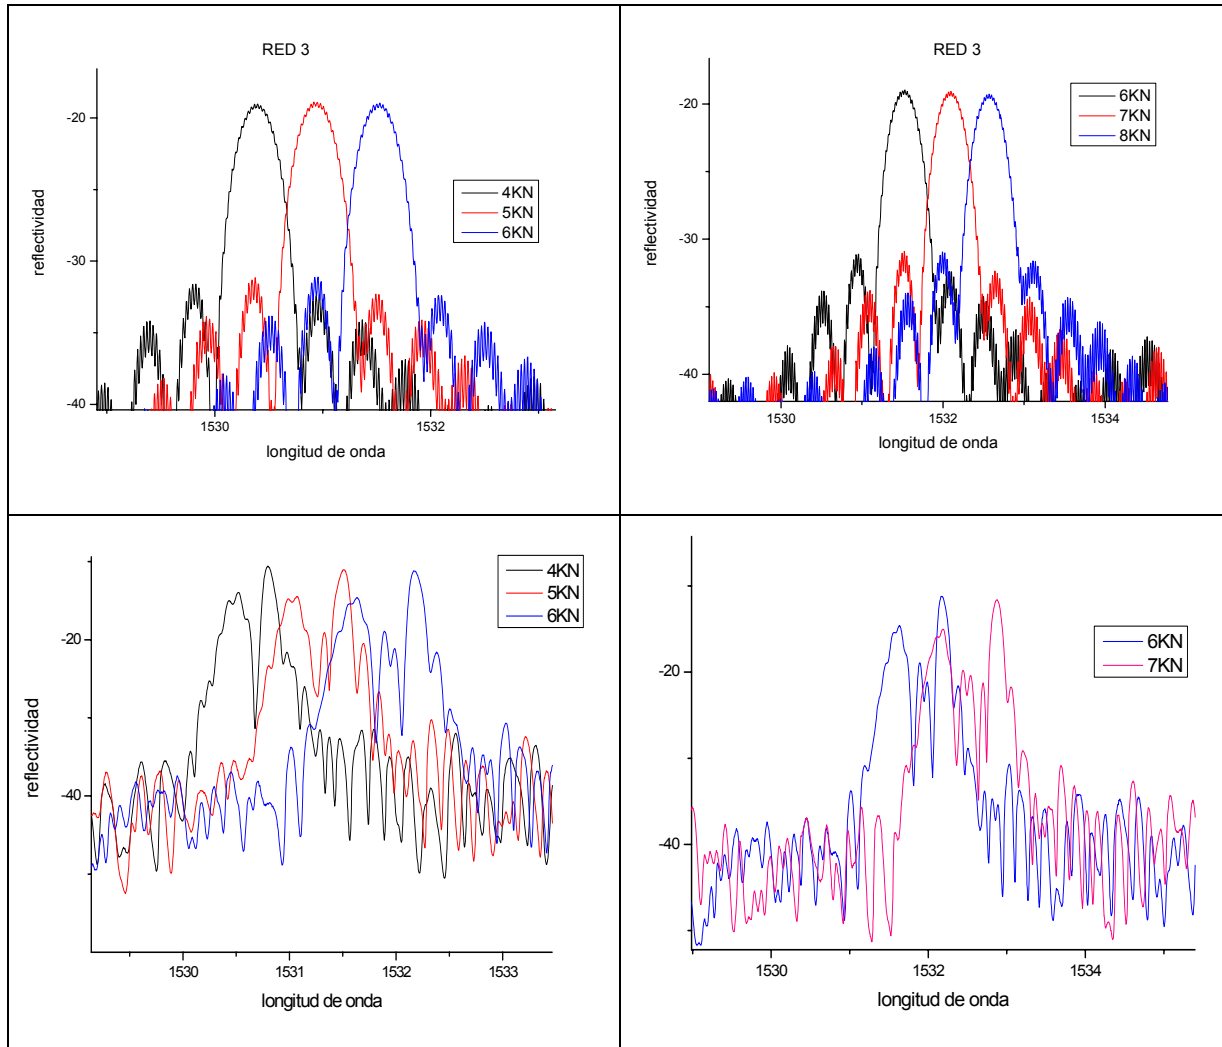 RED 3
-20
-30
-40
reflectividad
4KN
5KN
6KN
1530
1532
longitud de onda
RED 3
-20
-30
-40
reflectividad
6KN
7KN
8KN
1530
1532
1534
longitud de onda
-20
-40
reflectividad
4KN
5KN
6KN
1530
1531
1532
1533
longitud de onda
-20
-40
6KN
7KN
1530
1532
1534
longitud de onda